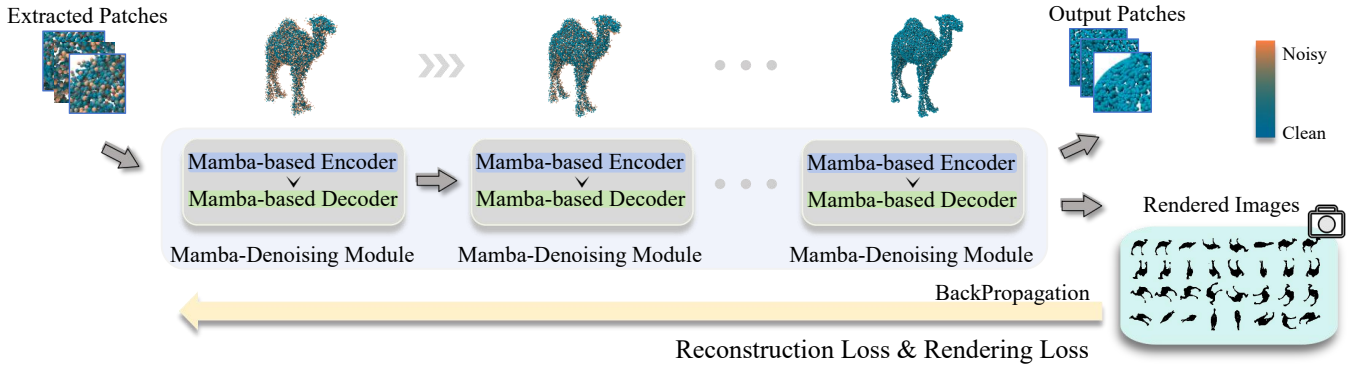 Extracted Patches
Output Patches
Noisy
Clean
Mamba-based Encoder
Mamba-based Decoder
Mamba-Denoising Module
Mamba-based Encoder
Mamba-based Decoder
Mamba-Denoising Module
Mamba-based Encoder
Mamba-based Decoder
Mamba-Denoising Module
Rendered Images
BackPropagation
Reconstruction Loss & Rendering Loss